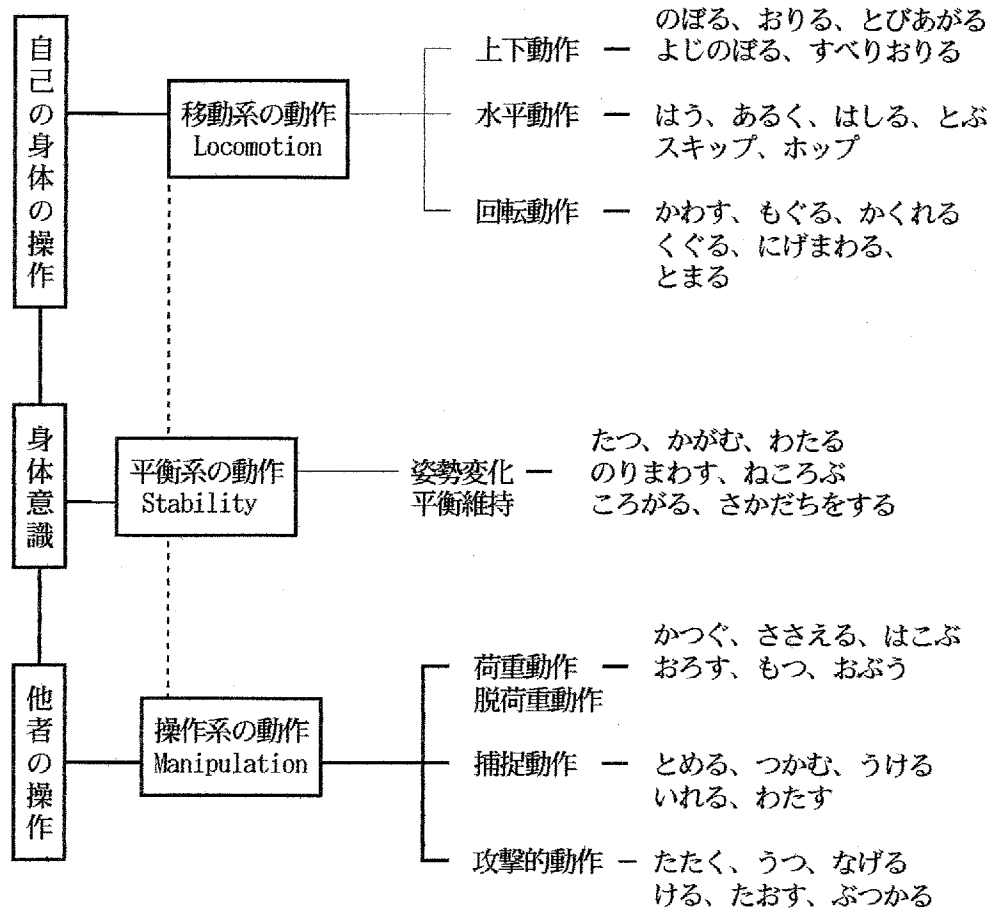 自己の身体の操作
移動系の動作
Locomotion
上下動作 ー のぼる、おりる、とびあがる
よじのぼる、すべりおりる
水平動作 ー はう、あるく、はしる、とぶ
スキップ、ホップ
回転動作 ー かわす、もぐる、かくれる
くぐる、にげまわる、
とまる
身体意識
平衡系の動作
Stability
姿勢変化 ー
平衡維持
たつ、かがむ、わたる
のりまわす、ねころぶ
ころがる、さかだちをする
他者の操作
操作系の動作
Manipulation
荷重動作 ー
脱荷重動作
かつぐ、ささえる、はこぶ
おろす、もつ、おぶう
捕捉動作 ー とめる、つかむ、うける
いれる、わたす
攻撃的動作 ー たたく、うつ、なげる
ける、たおす、ぶつかる